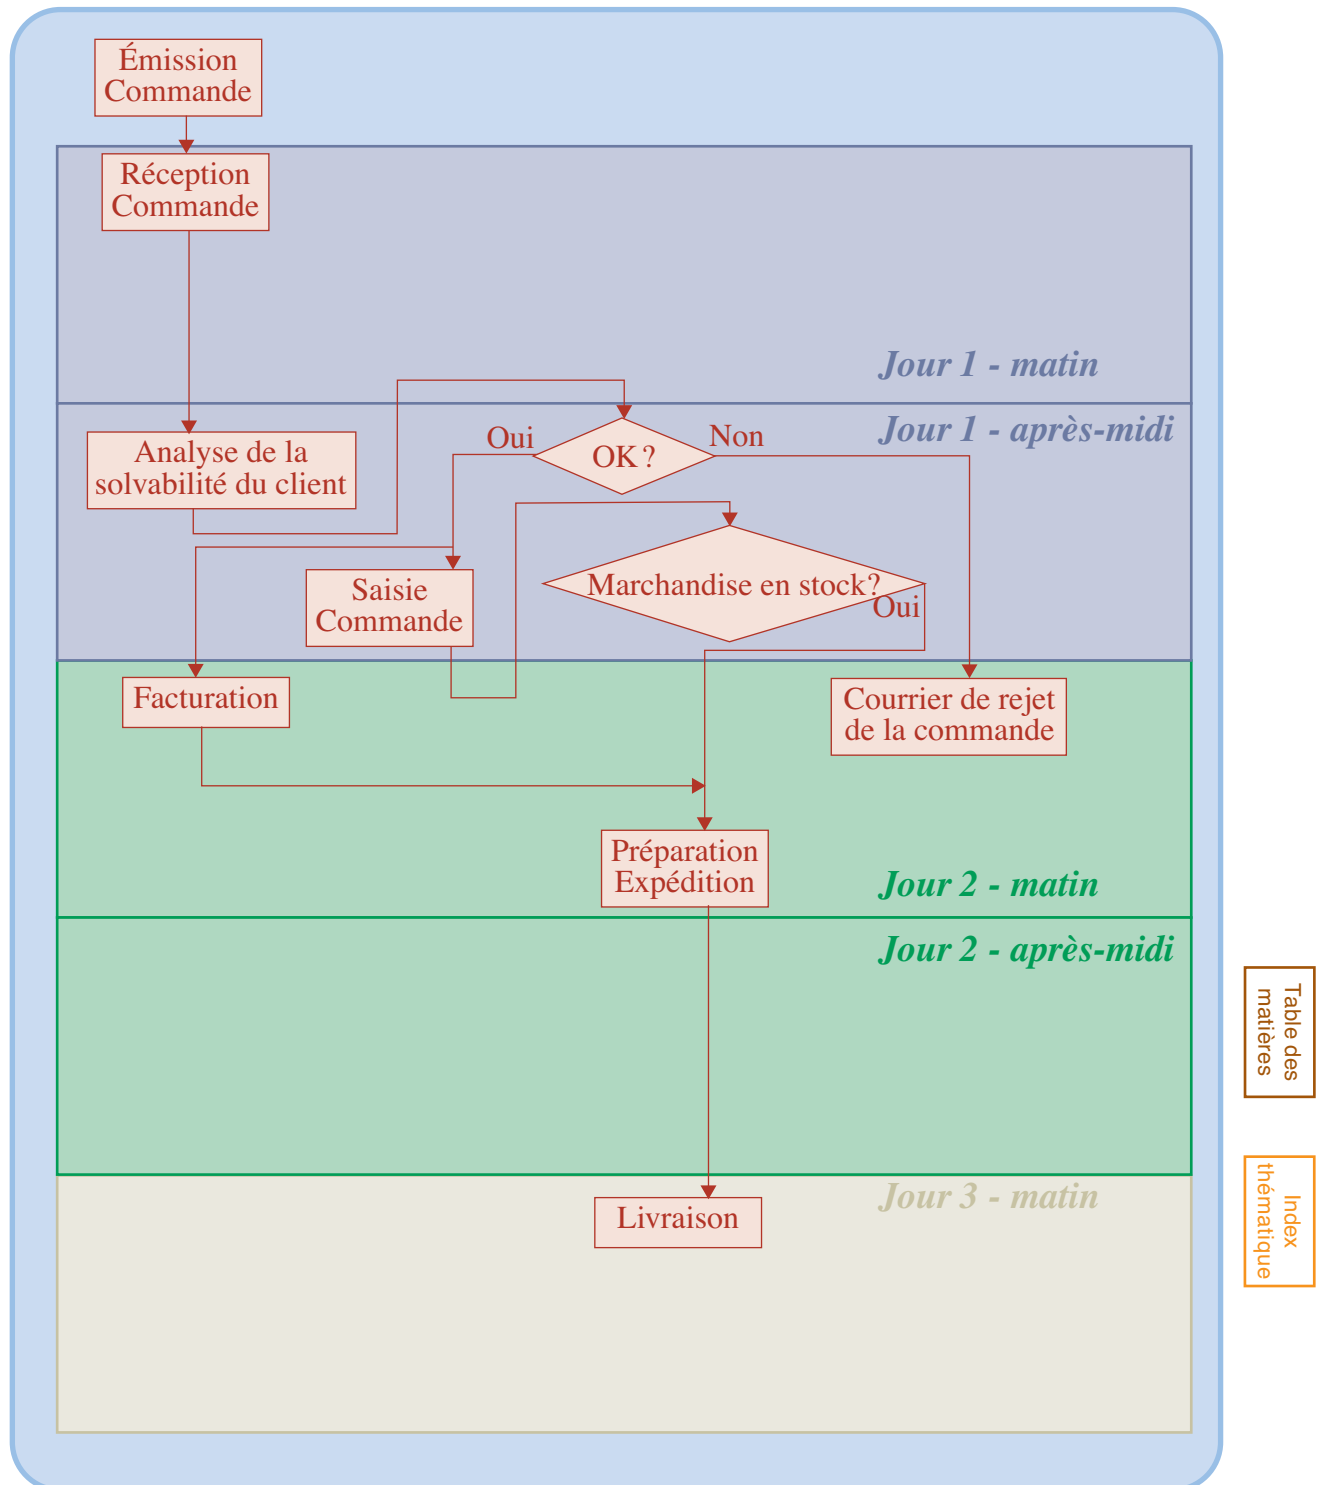 Émission
Commande
Réception
Commande
Jour 1 - matin
Jour 1 - après-midi
Oui
Non
OK ?
Analyse de la
solvabilité du client
Marchandise en stock?
Oui
Saisie
Commande
Facturation
Courrier de rejet
de la commande
Préparation
Expédition
Jour 2 - matin
Jour 2 - après-midi
Table des
matières
Index
thématique
Jour 3 - matin
Livraison